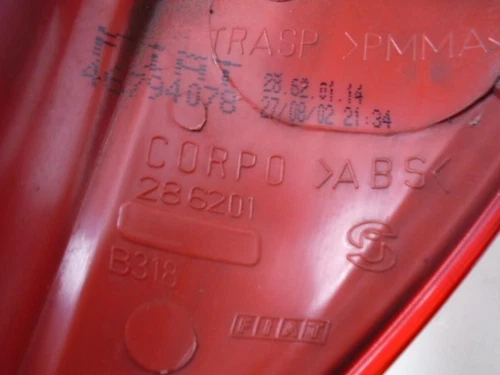 TRASP >PMMA<
28.62.01.14
46794078
27/08/02 21:34
CORPO >ABS<
286201
B318
FIAT